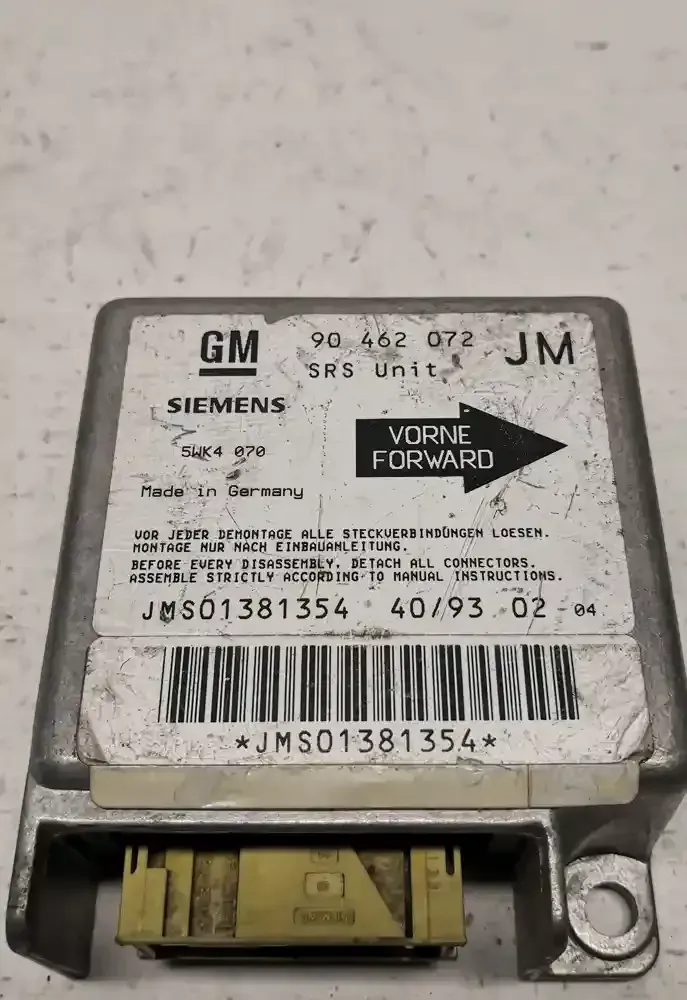 GM 90 462 072 JM
SRS Unit
SIEMENS
VORNE
FORWARD
5WK4 070
Made in Germany
VOR JEDER DEMONTAGE ALLE STECKVERBINDUNGEN LOESEN.
MONTAGE NUR NACH EINBAUANLEITUNG.
BEFORE EVERY DISASSEMBLY, DETACH ALL CONNECTORS.
ASSEMBLE STRICTLY ACCORDING TO MANUAL INSTRUCTIONS.
JMS01381354 40/93 02 04
*JMS01381354*